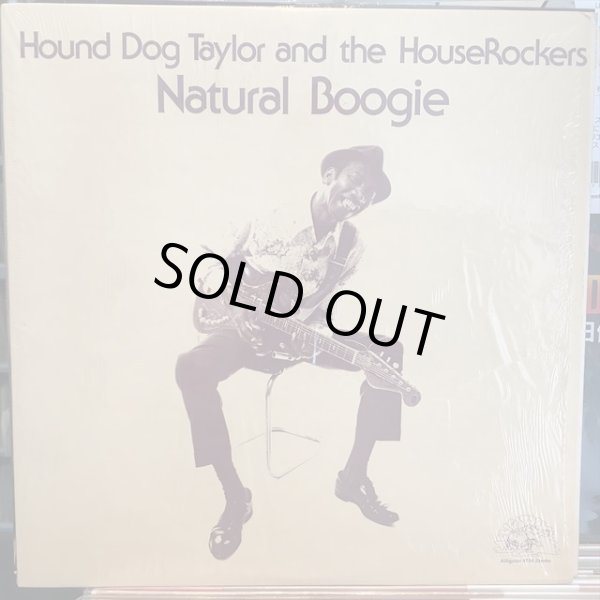 Hound Dog Taylor and the HouseRockers
Natural Boogie
SOLD OUT